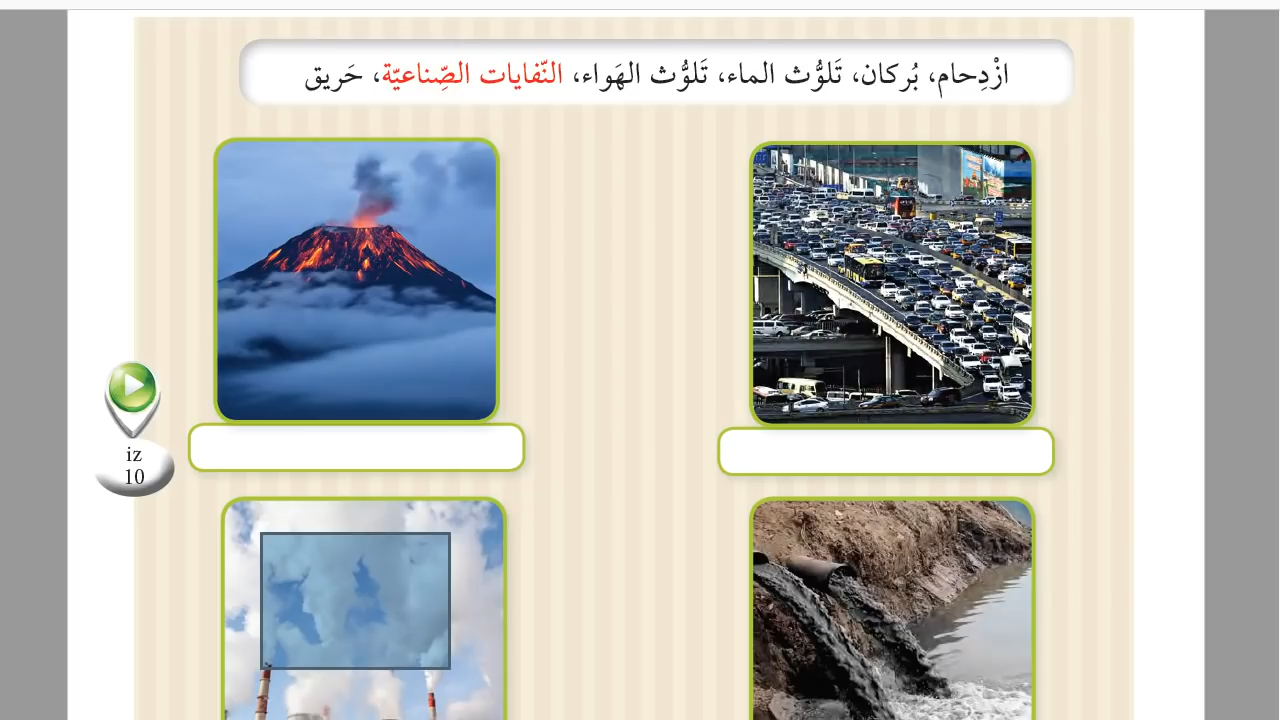 ازْدِحام، بُركان، تَلوُّث الماء، تَلوُّث الهَواء، النّفايات الصِّناعيّة، حَريق
iz
10